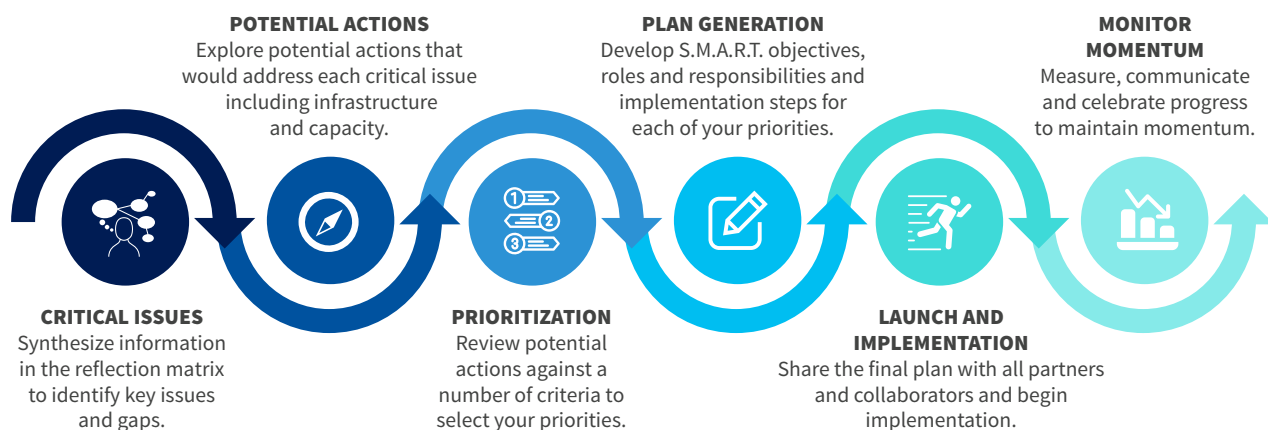 CRITICAL ISSUES
Synthesize information
in the reflection matrix
to identify key issues
and gaps.
POTENTIAL ACTIONS
Explore potential actions that
would address each critical issue
including infrastructure
and capacity.
1
2
3
PRIORITIZATION
Review potential
actions against a
number of criteria to
select your priorities.
PLAN GENERATION
Develop S.M.A.R.T. objectives,
roles and responsibilities and
implementation steps for
each of your priorities.
LAUNCH AND
IMPLEMENTATION
Share the final plan with all partners
and collaborators and begin
implementation.
MONITOR
MOMENTUM
Measure, communicate
and celebrate progress
to maintain momentum.